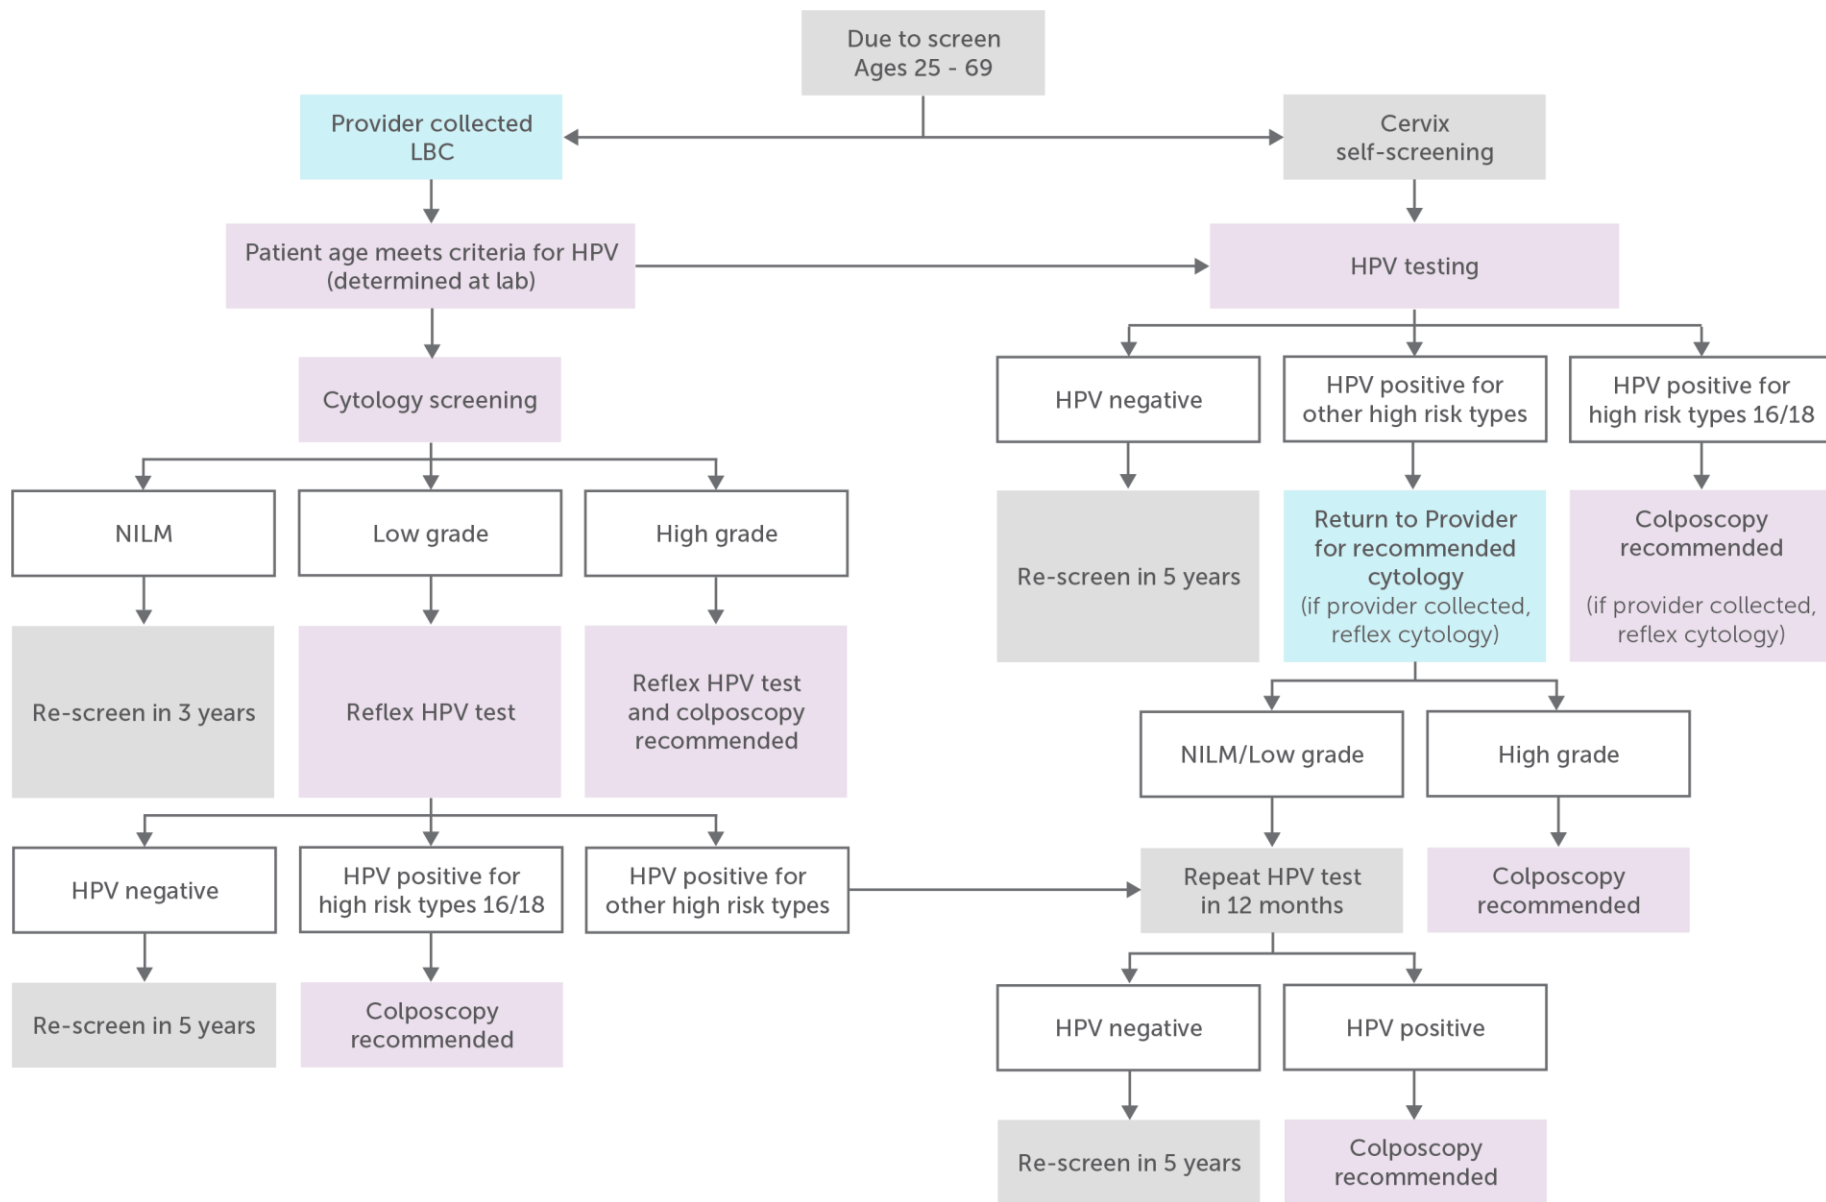 Due to screen
Ages 25 - 69
Provider collected
LBC
Cervix
self-screening
Patient age meets criteria for HPV
(determined at lab)
HPV testing
Cytology screening
HPV negative
HPV positive for
other high risk types
HPV positive for
high risk types 16/18
NILM
Low grade
High grade
Re-screen in 5 years
Return to Provider
for recommended
cytology
(if provider collected,
reflex cytology)
Colposcopy
recommended
(if provider collected,
reflex cytology)
Re-screen in 3 years
Reflex HPV test
Reflex HPV test
and colposcopy
recommended
NILM/Low grade
High grade
HPV negative
HPV positive for
high risk types 16/18
HPV positive for
other high risk types
Repeat HPV test
in 12 months
Colposcopy
recommended
Re-screen in 5 years
Colposcopy
recommended
HPV negative
HPV positive
Re-screen in 5 years
Colposcopy
recommended